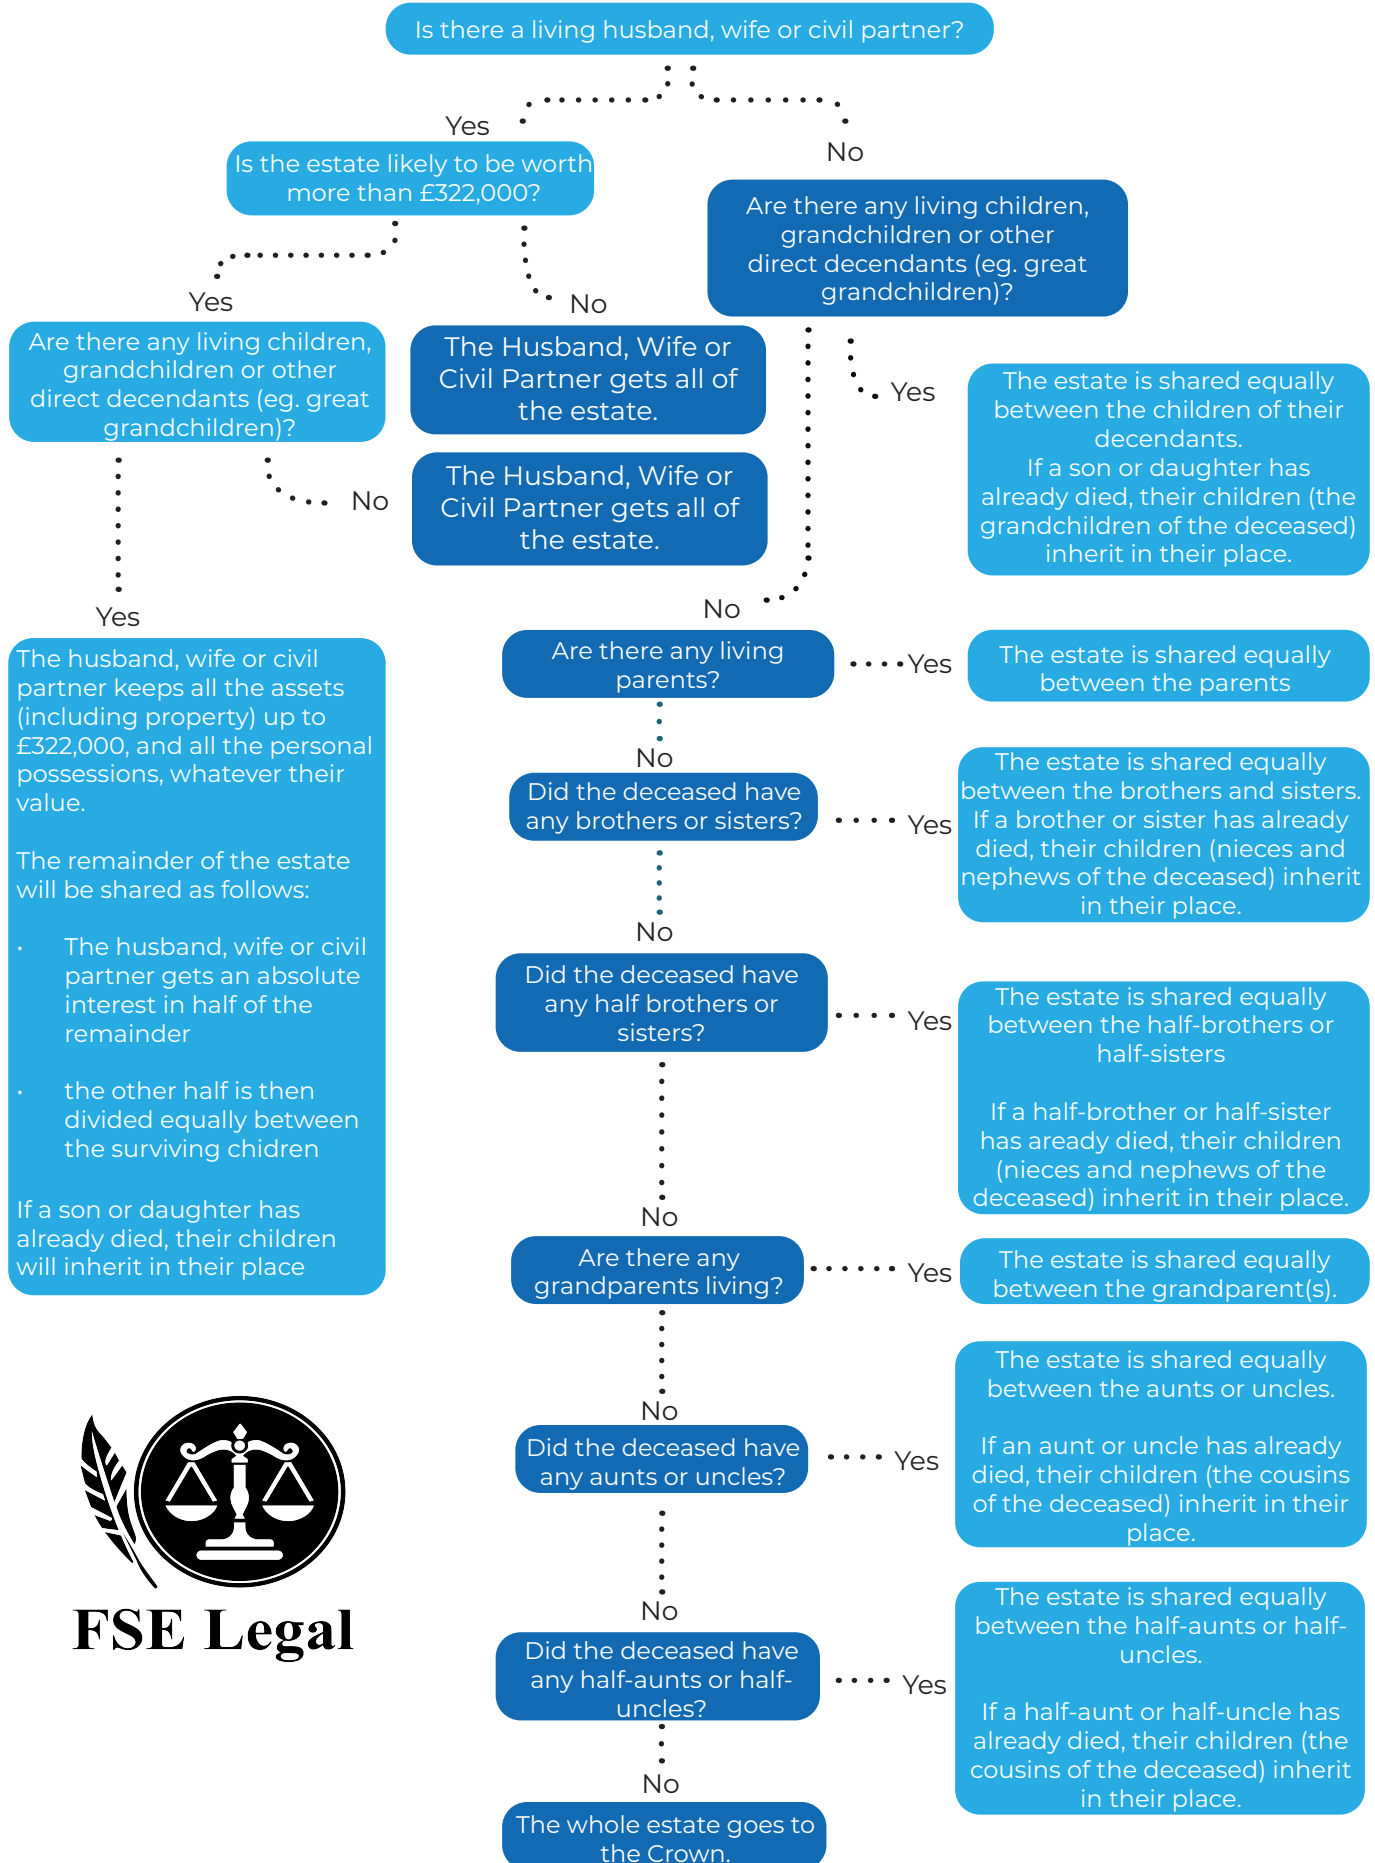 Is there a living husband, wife or civil partner?
Yes
No
Is the estate likely to be worth
more than £322,000?
Are there any living children,
grandchildren or other
direct decendants (eg. great
grandchildren)?
Yes
No
Are there any living children,
grandchildren or other
direct decendants (eg. great
grandchildren)?
The Husband, Wife or
Civil Partner gets all of
the estate.
Yes
The estate is shared equally
between the children of their
decendants.
If a son or daughter has
already died, their children (the
grandchildren of the deceased)
inherit in their place.
No
The Husband, Wife or
Civil Partner gets all of
the estate.
Yes
The husband, wife or civil
partner keeps all the assets
(including property) up to
£322,000, and all the personal
possessions, whatever their
value.
The remainder of the estate
will be shared as follows:
• The husband, wife or civil
partner gets an absolute
interest in half of the
remainder
• the other half is then
divided equally between
the surviving chidren
If a son or daughter has
already died, their children
will inherit in their place
No
Are there any living
parents?
Yes
The estate is shared equally
between the parents
No
Did the deceased have
any brothers or sisters?
Yes
The estate is shared equally
between the brothers and sisters.
If a brother or sister has already
died, their children (nieces and
nephews of the deceased) inherit
in their place.
No
Did the deceased have
any half brothers or
sisters?
Yes
The estate is shared equally
between the half-brothers or
half-sisters
If a half-brother or half-sister
has aready died, their children
(nieces and nephews of the
deceased) inherit in their place.
No
Are there any
grandparents living?
Yes
The estate is shared equally
between the grandparent(s).
No
Did the deceased have
any aunts or uncles?
Yes
The estate is shared equally
between the aunts or uncles.
If an aunt or uncle has already
died, their children (the cousins
of the deceased) inherit in their
place.
No
Did the deceased have
any half-aunts or half-
uncles?
Yes
The estate is shared equally
between the half-aunts or half-
uncles.
If a half-aunt or half-uncle has
already died, their children (the
cousins of the deceased) inherit
in their place.
No
The whole estate goes to
the Crown.
FSE Legal